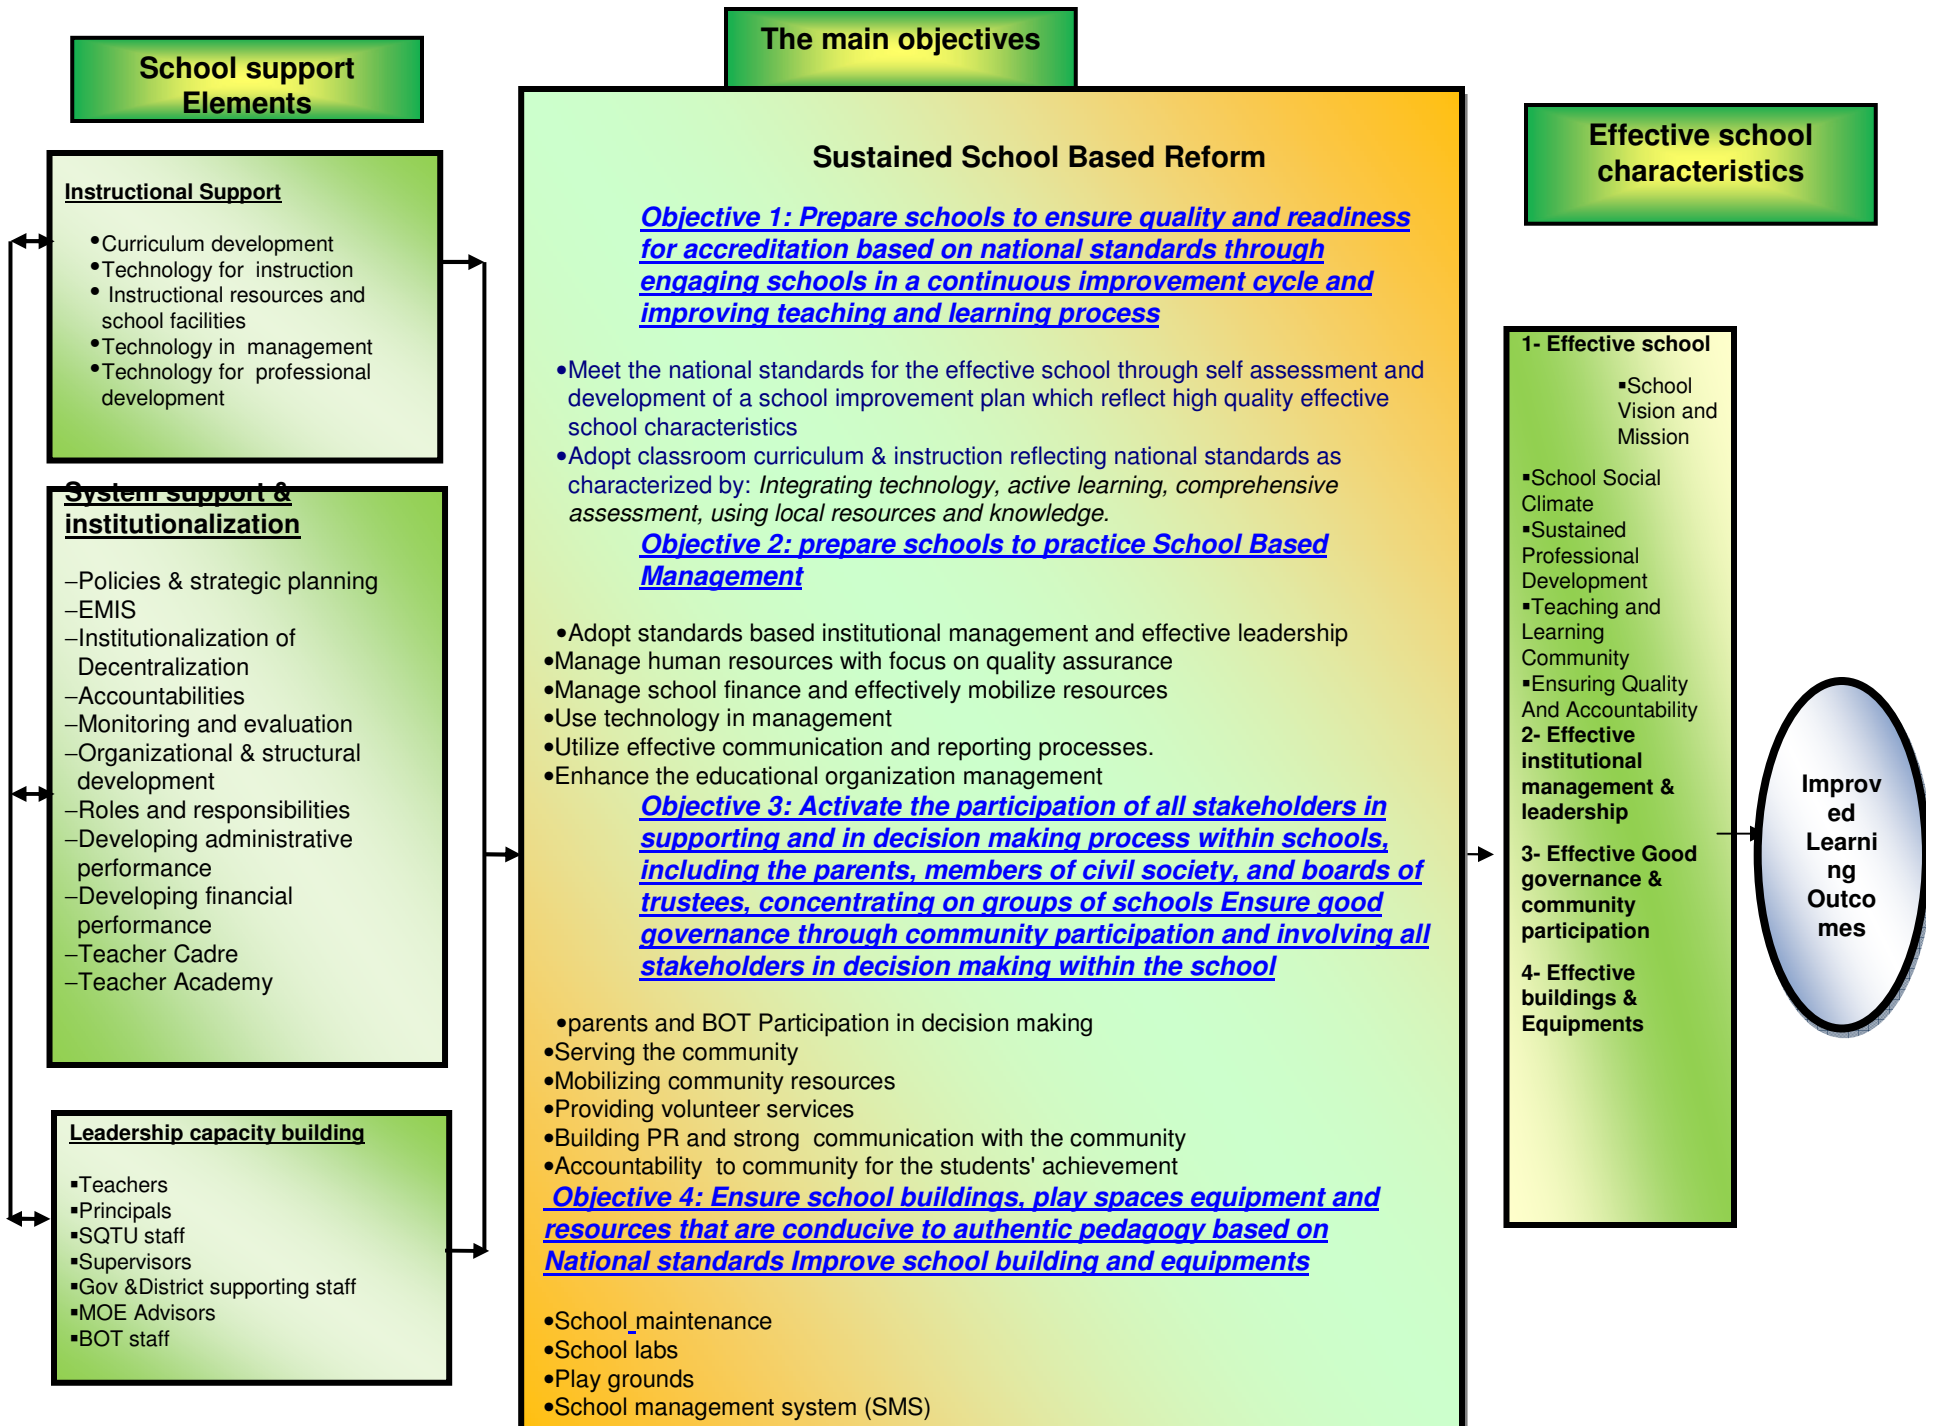 School support
Elements
Instructional Support
•Curriculum development
•Technology for instruction
• Instructional resources and
school facilities
•Technology in management
•Technology for professional
development
System support &
institutionalization
–Policies & strategic planning
–EMIS
–Institutionalization of
Decentralization
–Accountabilities
–Monitoring and evaluation
–Organizational & structural
development
–Roles and responsibilities
–Developing administrative
performance
–Developing financial
performance
–Teacher Cadre
–Teacher Academy
Leadership capacity building
▪Teachers
▪Principals
▪SQTU staff
▪Supervisors
▪Gov &District supporting staff
▪MOE Advisors
▪BOT staff
The main objectives
Sustained School Based Reform
Objective 1: Prepare schools to ensure quality and readiness
for accreditation based on national standards through
engaging schools in a continuous improvement cycle and
improving teaching and learning process
•Meet the national standards for the effective school through self assessment and
development of a school improvement plan which reflect high quality effective
school characteristics
•Adopt classroom curriculum & instruction reflecting national standards as
characterized by: Integrating technology, active learning, comprehensive
assessment, using local resources and knowledge.
Objective 2: prepare schools to practice School Based
Management
•Adopt standards based institutional management and effective leadership
•Manage human resources with focus on quality assurance
•Manage school finance and effectively mobilize resources
•Use technology in management
•Utilize effective communication and reporting processes.
•Enhance the educational organization management
Objective 3: Activate the participation of all stakeholders in
supporting and in decision making process within schools,
including the parents, members of civil society, and boards of
trustees, concentrating on groups of schools Ensure good
governance through community participation and involving all
stakeholders in decision making within the school
•parents and BOT Participation in decision making
•Serving the community
•Mobilizing community resources
•Providing volunteer services
•Building PR and strong communication with the community
•Accountability to community for the students' achievement
Objective 4: Ensure school buildings, play spaces equipment and
resources that are conducive to authentic pedagogy based on
National standards Improve school building and equipments
•School maintenance
•School labs
•Play grounds
•School management system (SMS)
Effective school
characteristics
1- Effective school
▪School
Vision and
Mission
▪School Social
Climate
▪Sustained
Professional
Development
▪Teaching and
Learning
Community
▪Ensuring Quality
And Accountability
2- Effective
institutional
management &
leadership
3- Effective Good
governance &
community
participation
4- Effective
buildings &
Equipments
Improv
ed
Learni
ng
Outco
mes